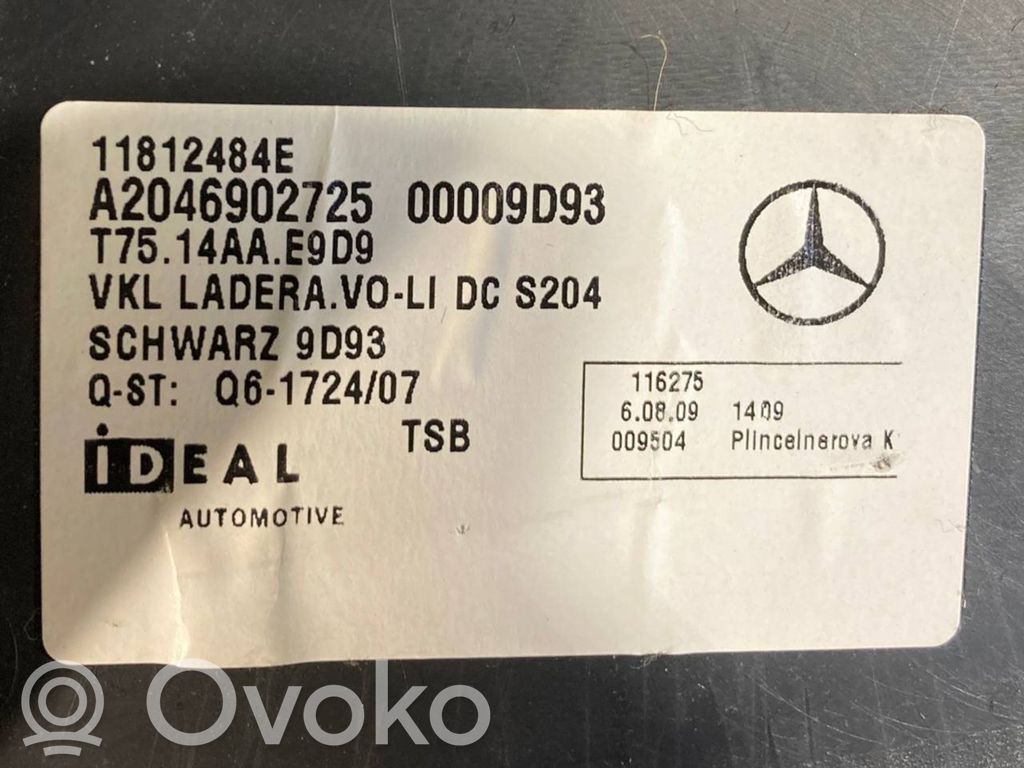 11812484E
A2046902725 00009D93
T75.14AA.E9D9
VKL LADERA.VO-LI DC S204
SCHWARZ 9D93
Q-ST: Q6-1724/07
TSB
iDEAL
AUTOMOTIVE
116275
6.08.09 1409
009504 Plincelnerova K
Ovoko